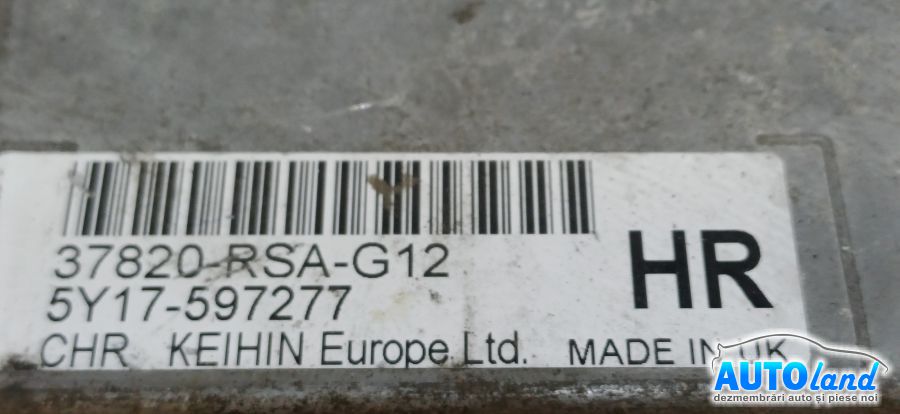 37820-RSA-G12
5Y17-597277
HR
CHR KEIHIN Europe Ltd. MADE IN UK
AUTOland
dezmembrări auto și piese noi